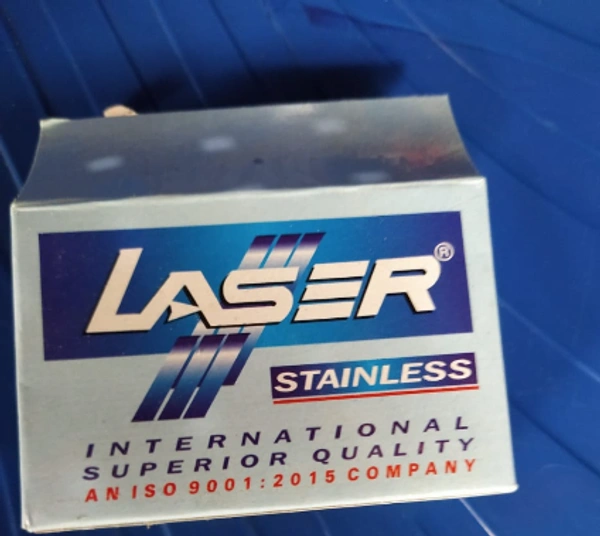 LASER®
STAINLESS
INTERNATIONAL
SUPERIOR QUALITY
AN ISO 9001:2015 COMPANY